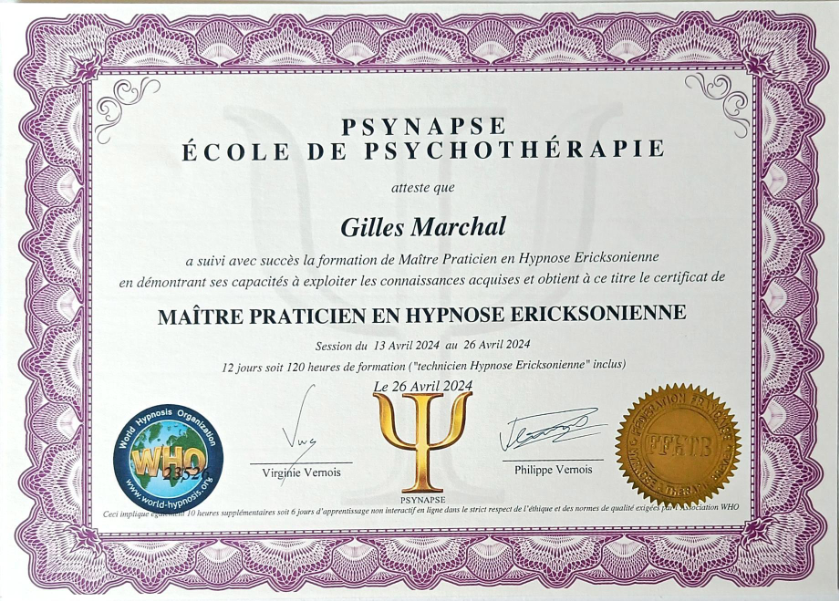 PSYNAPSE
ÉCOLE DE PSYCHOTHÉRAPIE
atteste que
Gilles Marchal
a suivi avec succès la formation de Maître Praticien en Hypnose Ericksonienne
en démontrant ses capacités à exploiter les connaissances acquises et obtient à ce titre le certificat de
MAÎTRE PRATICIEN EN HYPNOSE ERICKSONIENNE
Session du 13 Avril 2024 au 26 Avril 2024
12 jours soit 120 heures de formation ("technicien Hypnose Ericksonienne" inclus)
Le 26 Avril 2024
World Hypnosis Organization
WHO
www.world-hypnosis.org
Virginie Vernois
PSYNAPSE
Philippe Vernois
Ceci implique également 10 heures supplémentaires soit 6 jours d'apprentissage non interactif en ligne dans le strict respect de l'éthique et des normes de qualité exigées par l'Association WHO